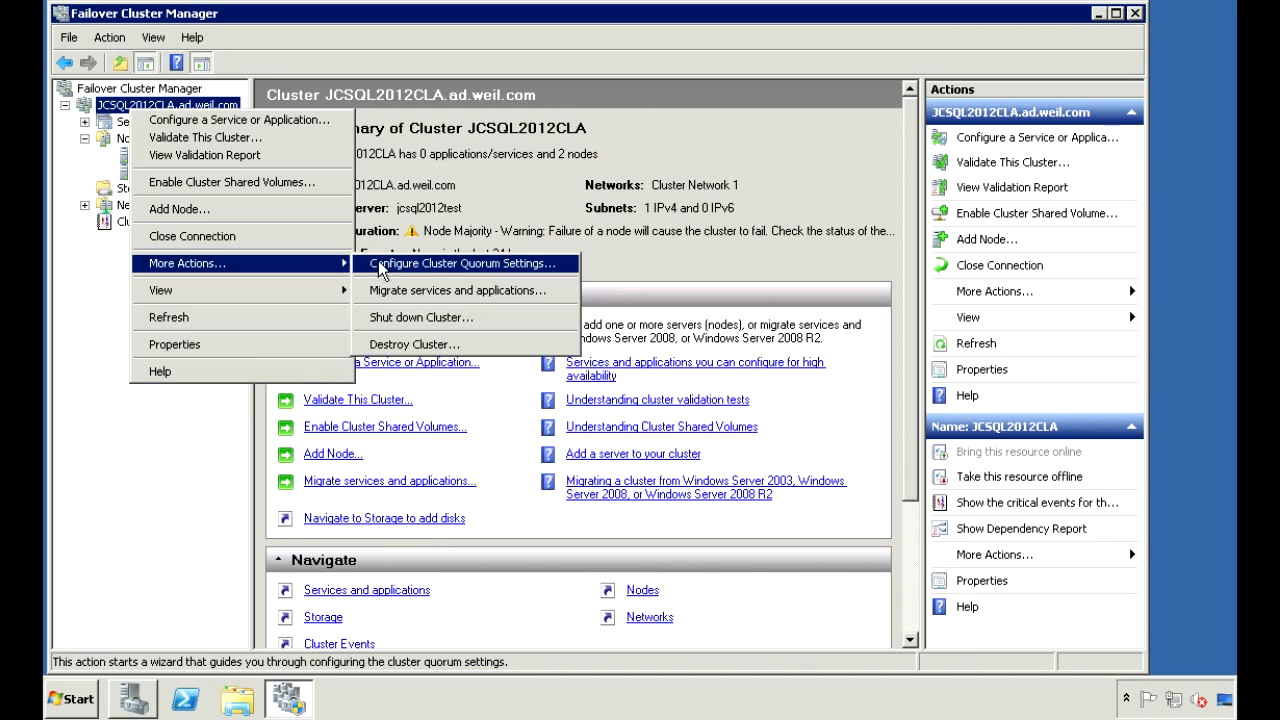 Failover Cluster Manager
File Action View Help
Failover Cluster Manager
JCSQL2012CLA.ad.weil.com
Se
No
Sto
Ne
Clu
Configure a Service or Application...
Validate This Cluster...
View Validation Report
Enable Cluster Shared Volumes...
Add Node...
Close Connection
More Actions...
View
Refresh
Properties
Help
Configure Cluster Quorum Settings...
Migrate services and applications...
Shut down Cluster...
Destroy Cluster...
Cluster JCSQL2012CLA.ad.weil.com
mary of Cluster JCSQL2012CLA
2012CLA has 0 applications/services and 2 nodes
012CLA.ad.weil.com
Networks: Cluster Network 1
erver: jcsql2012test
Subnets: 1 IPv4 and 0 IPv6
uration: Node Majority - Warning: Failure of a node will cause the cluster to fail. Check the status of the...
add one or more servers (nodes), or migrate services and
ndows Server 2008, or Windows Server 2008 R2.
a Service or Application...
Services and applications you can configure for high
availability
Validate This Cluster...
Understanding cluster validation tests
Enable Cluster Shared Volumes...
Understanding Cluster Shared Volumes
Add Node...
Add a server to your cluster
Migrate services and applications...
Migrating a cluster from Windows Server 2003, Windows
Server 2008, or Windows Server 2008 R2
Navigate to Storage to add disks
Navigate
Services and applications
Nodes
Storage
Networks
Cluster Events
Actions
JCSQL2012CLA.ad.weil.com
Configure a Service or Applica...
Validate This Cluster...
View Validation Report
Enable Cluster Shared Volume...
Add Node...
Close Connection
More Actions...
View
Refresh
Properties
Help
Name: JCSQL2012CLA
Bring this resource online
Take this resource offline
Show the critical events for th...
Show Dependency Report
More Actions...
Properties
Help
This action starts a wizard that guides you through configuring the cluster quorum settings.
Start